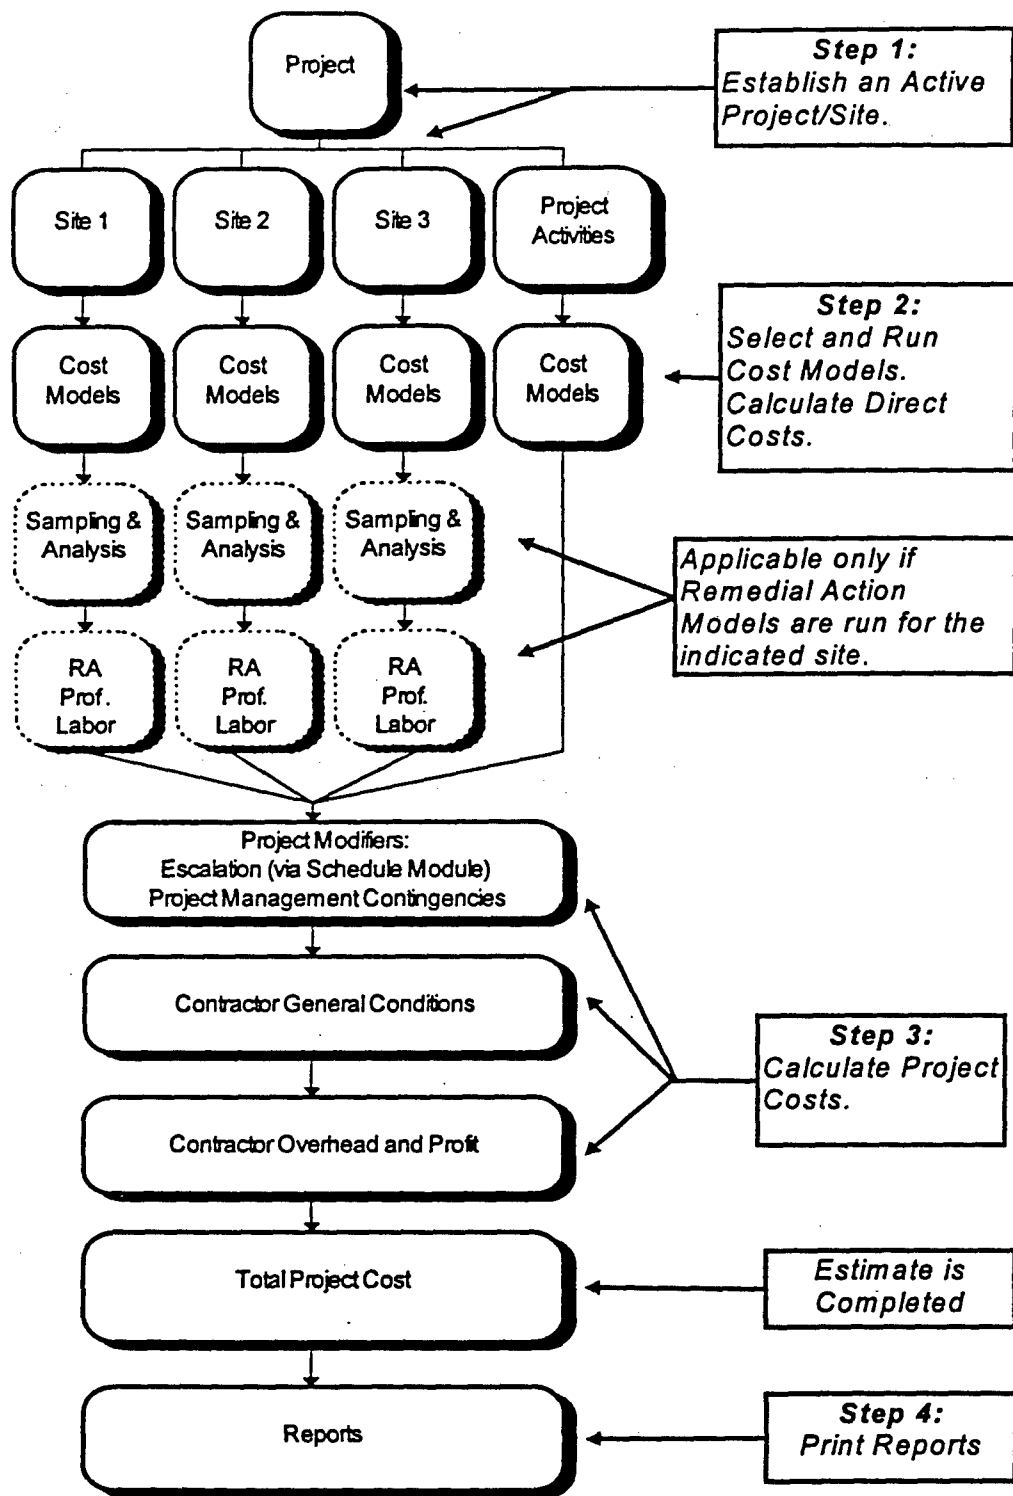 Project
Step 1:
Establish an Active
Project/Site.
Site 1
Site 2
Site 3
Project
Activities
Cost
Models
Cost
Models
Cost
Models
Cost
Models
Step 2:
Select and Run
Cost Models.
Calculate Direct
Costs.
Sampling &
Analysis
Sampling &
Analysis
Sampling &
Analysis
Applicable only if
Remedial Action
Models are run for the
indicated site.
RA
Prof.
Labor
RA
Prof.
Labor
RA
Prof.
Labor
Project Modifiers:
Escalation (via Schedule Module)
Project Management Contingencies
Contractor General Conditions
Step 3:
Calculate Project
Costs.
Contractor Overhead and Profit
Total Project Cost
Estimate is
Completed
Reports
Step 4:
Print Reports